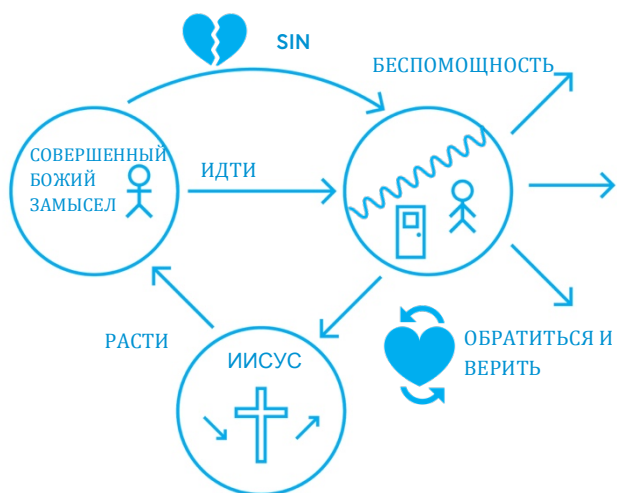 SIN
БЕСПОМОЩНОСТЬ
СОВЕРШЕННЫЙ
БОЖИЙ
ЗАМЫСЕЛ
ИДТИ
РАСТИ
ИИСУС
ОБРАТИТЬСЯ И
ВЕРИТЬ